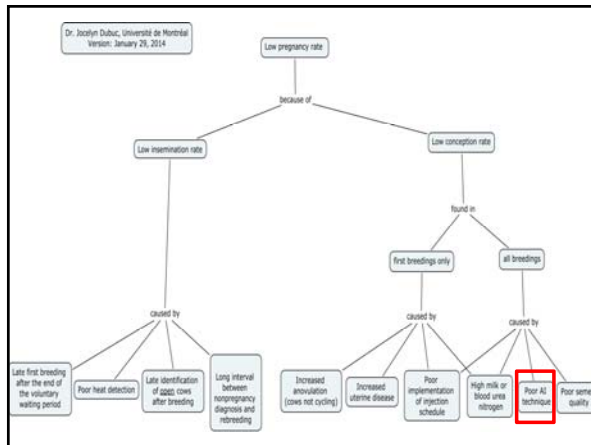 Dr. Jocelyn Dubuc, Université de Montréal
Version: January 29, 2014
Low pregnancy rate
because of
Low insemination rate
Low conception rate
found in
first breedings only
all breedings
caused by
caused by
caused by
Late first breeding
after the end of
the voluntary
waiting period
Poor heat detection
Late identification
of open cows
after breeding
Long interval
between
nonpregnancy
diagnosis and
rebreeding
Increased
anovulation
(cows not cycling)
Increased
uterine disease
Poor
implementation
of injection
schedule
High milk or
blood urea
nitrogen
Poor AI
technique
Poor semen
quality